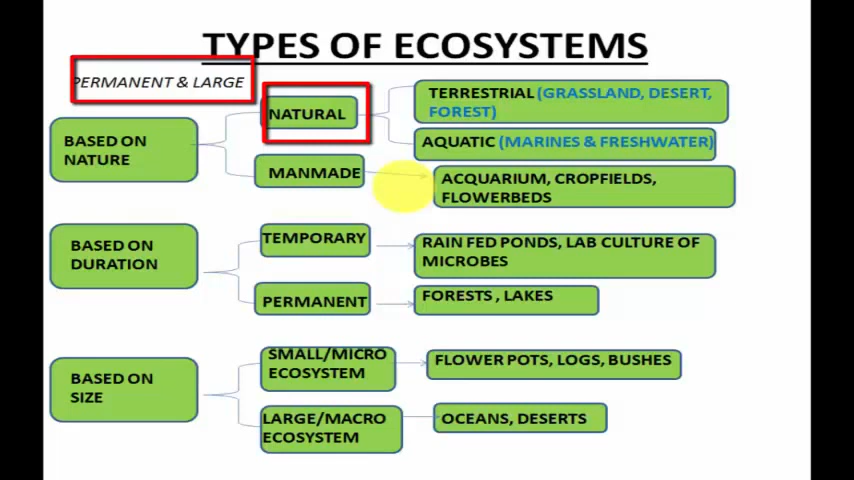 TYPES OF ECOSYSTEMS
PERMANENT & LARGE
BASED ON
NATURE
NATURAL
TERRESTRIAL (GRASSLAND, DESERT,
FOREST)
AQUATIC (MARINES & FRESHWATER)
MANMADE
ACQUARIUM, CROPFIELDS,
FLOWERBEDS
BASED ON
DURATION
TEMPORARY
RAIN FED PONDS, LAB CULTURE OF
MICROBES
PERMANENT
FORESTS , LAKES
BASED ON
SIZE
SMALL/MICRO
ECOSYSTEM
FLOWER POTS, LOGS, BUSHES
LARGE/MACRO
ECOSYSTEM
OCEANS, DESERTS